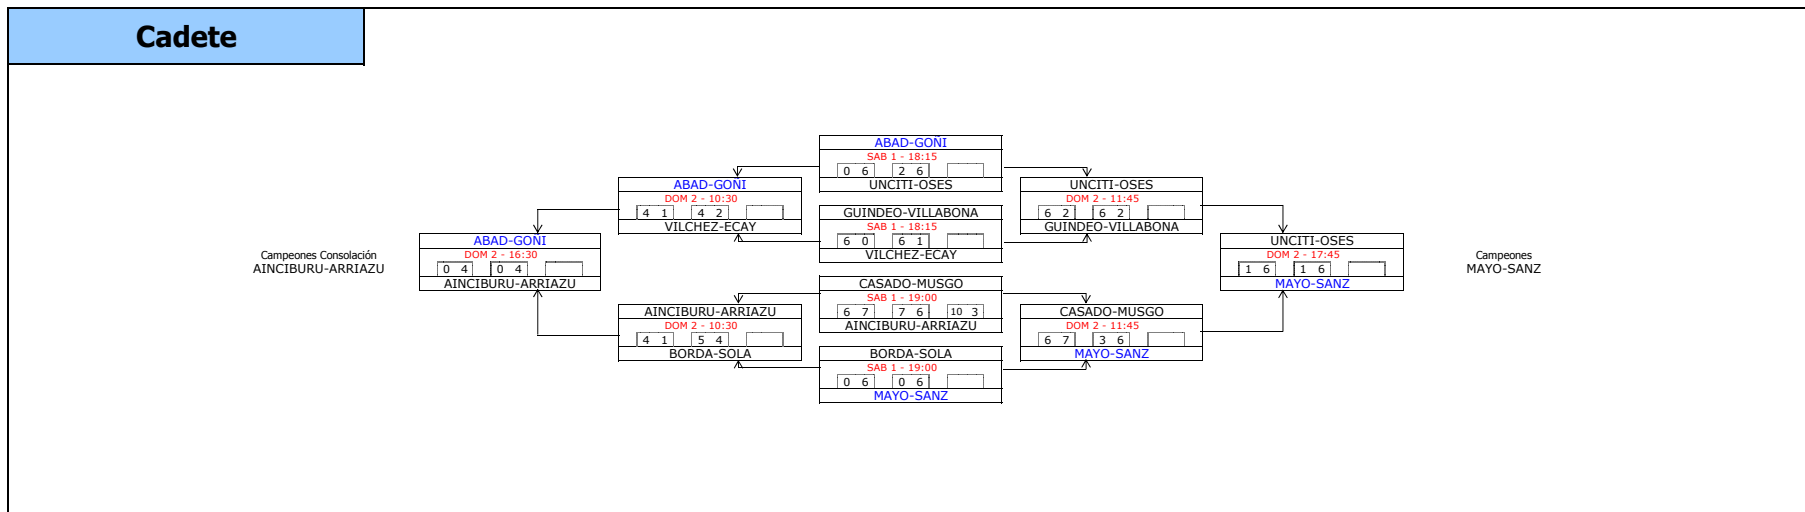 Cadete
ABAD-GOÑI
SAB 1 - 18:15
0 6 2 6
UNCITI-OSES
ABAD-GOÑI
DOM 2 - 10:30
4 1 4 2
VILCHEZ-ECAY
UNCITI-OSES
DOM 2 - 11:45
6 2 6 2
GUINDEO-VILLABONA
GUINDEO-VILLABONA
SAB 1 - 18:15
6 0 6 1
VILCHEZ-ECAY
Campeones Consolación
AINCIBURU-ARRIAZU
ABAD-GOÑI
DOM 2 - 16:30
0 4 0 4
AINCIBURU-ARRIAZU
UNCITI-OSES
DOM 2 - 17:45
1 6 1 6
MAYO-SANZ
Campeones
MAYO-SANZ
CASADO-MUSGO
SAB 1 - 19:00
6 7 7 6 10 3
AINCIBURU-ARRIAZU
AINCIBURU-ARRIAZU
DOM 2 - 10:30
4 1 5 4
BORDA-SOLA
CASADO-MUSGO
DOM 2 - 11:45
6 7 3 6
MAYO-SANZ
BORDA-SOLA
SAB 1 - 19:00
0 6 0 6
MAYO-SANZ